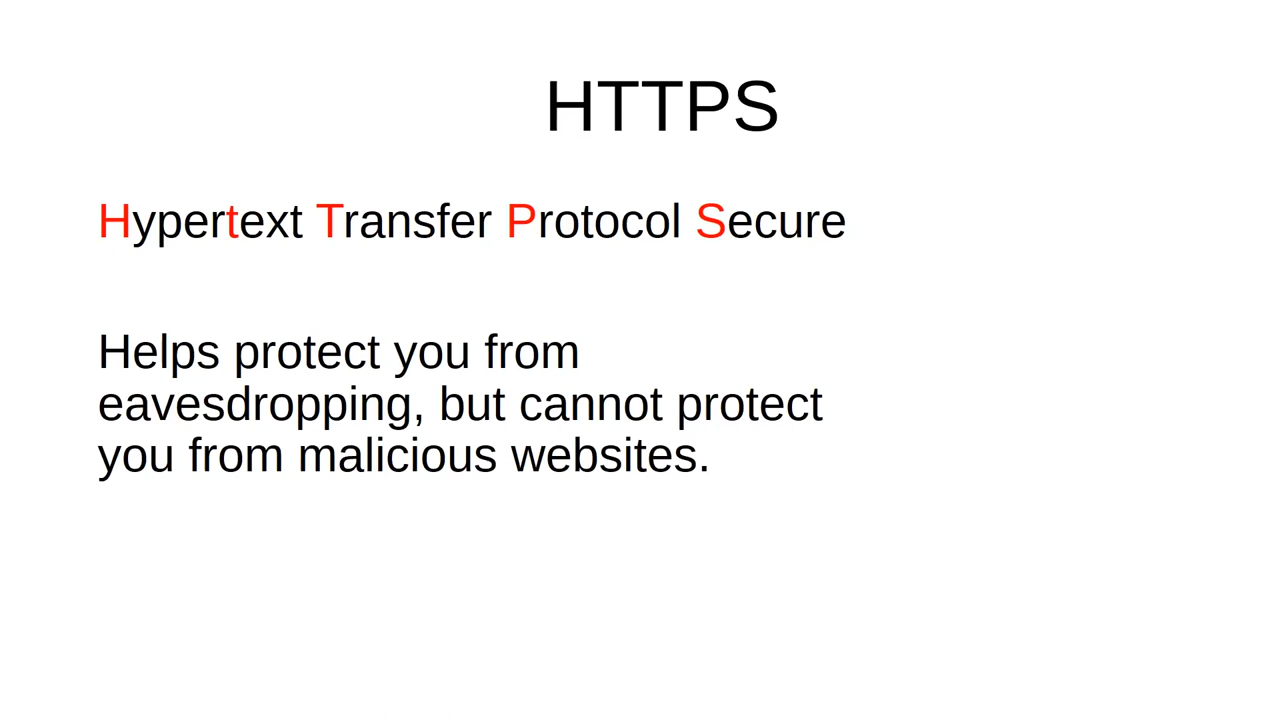 HTTPS
Hypertext Transfer Protocol Secure
Helps protect you from
eavesdropping, but cannot protect
you from malicious websites.